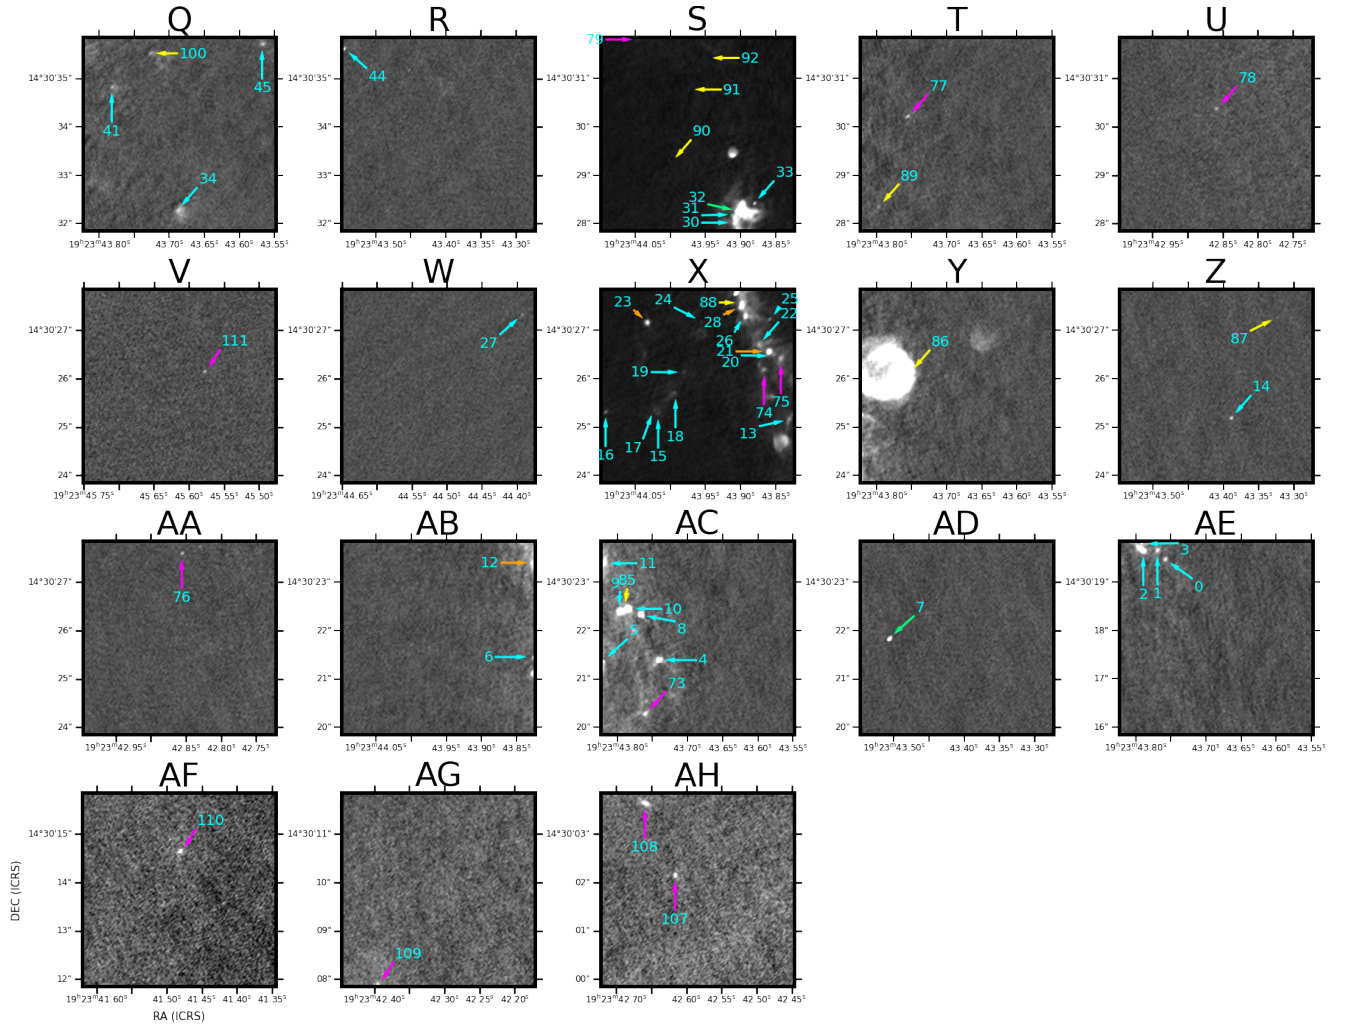 Q R S T U
100 45 41 34
14°30'35" 34" 33" 32"
19ʰ23ᵐ43.80ˢ 43.70ˢ 43.65ˢ 43.60ˢ 43.55ˢ
44
14°30'35" 34" 33" 32"
19ʰ23ᵐ43.50ˢ 43.40ˢ 43.35ˢ 43.30ˢ
79 92 91 90 33 32 31 30
14°30'31" 30" 29" 28"
19ʰ23ᵐ44.05ˢ 43.95ˢ 43.90ˢ 43.85ˢ
77 89
14°30'31" 30" 29" 28"
19ʰ23ᵐ43.80ˢ 43.70ˢ 43.65ˢ 43.60ˢ 43.55ˢ
78
14°30'31" 30" 29" 28"
19ʰ23ᵐ42.95ˢ 42.85ˢ 42.80ˢ 42.75ˢ
V W X Y Z
111
14°30'27" 26" 25" 24"
19ʰ23ᵐ45.75ˢ 45.65ˢ 45.60ˢ 45.55ˢ 45.50ˢ
27
14°30'27" 26" 25" 24"
19ʰ23ᵐ44.65ˢ 44.55ˢ 44.50ˢ 44.45ˢ 44.40ˢ
23 24 88 25 28 22 26 21 20 19 74 75 13 18 17 15 16
14°30'27" 26" 25" 24"
19ʰ23ᵐ44.05ˢ 43.95ˢ 43.90ˢ 43.85ˢ
86
14°30'27" 26" 25" 24"
19ʰ23ᵐ43.80ˢ 43.70ˢ 43.65ˢ 43.60ˢ 43.55ˢ
87 14
14°30'27" 26" 25" 24"
19ʰ23ᵐ43.50ˢ 43.40ˢ 43.35ˢ 43.30ˢ
AA AB AC AD AE
76
14°30'27" 26" 25" 24"
19ʰ23ᵐ42.95ˢ 42.85ˢ 42.80ˢ 42.75ˢ
12 6
14°30'23" 22" 21" 20"
19ʰ23ᵐ44.05ˢ 43.95ˢ 43.90ˢ 43.85ˢ
11 9 85 10 8 5 4 73
14°30'23" 22" 21" 20"
19ʰ23ᵐ43.80ˢ 43.70ˢ 43.65ˢ 43.60ˢ 43.55ˢ
7
14°30'23" 22" 21" 20"
19ʰ23ᵐ43.50ˢ 43.40ˢ 43.35ˢ 43.30ˢ
3 2 1 0
14°30'19" 18" 17" 16"
19ʰ23ᵐ43.80ˢ 43.70ˢ 43.65ˢ 43.60ˢ 43.55ˢ
AF AG AH
110
14°30'15" 14" 13" 12"
19ʰ23ᵐ41.60ˢ 41.50ˢ 41.45ˢ 41.40ˢ 41.35ˢ
DEC (ICRS)
RA (ICRS)
109
14°30'11" 10" 09" 08"
19ʰ23ᵐ42.40ˢ 42.30ˢ 42.25ˢ 42.20ˢ
108 107
14°30'03" 02" 01" 00"
19ʰ23ᵐ42.70ˢ 42.60ˢ 42.55ˢ 42.50ˢ 42.45ˢ